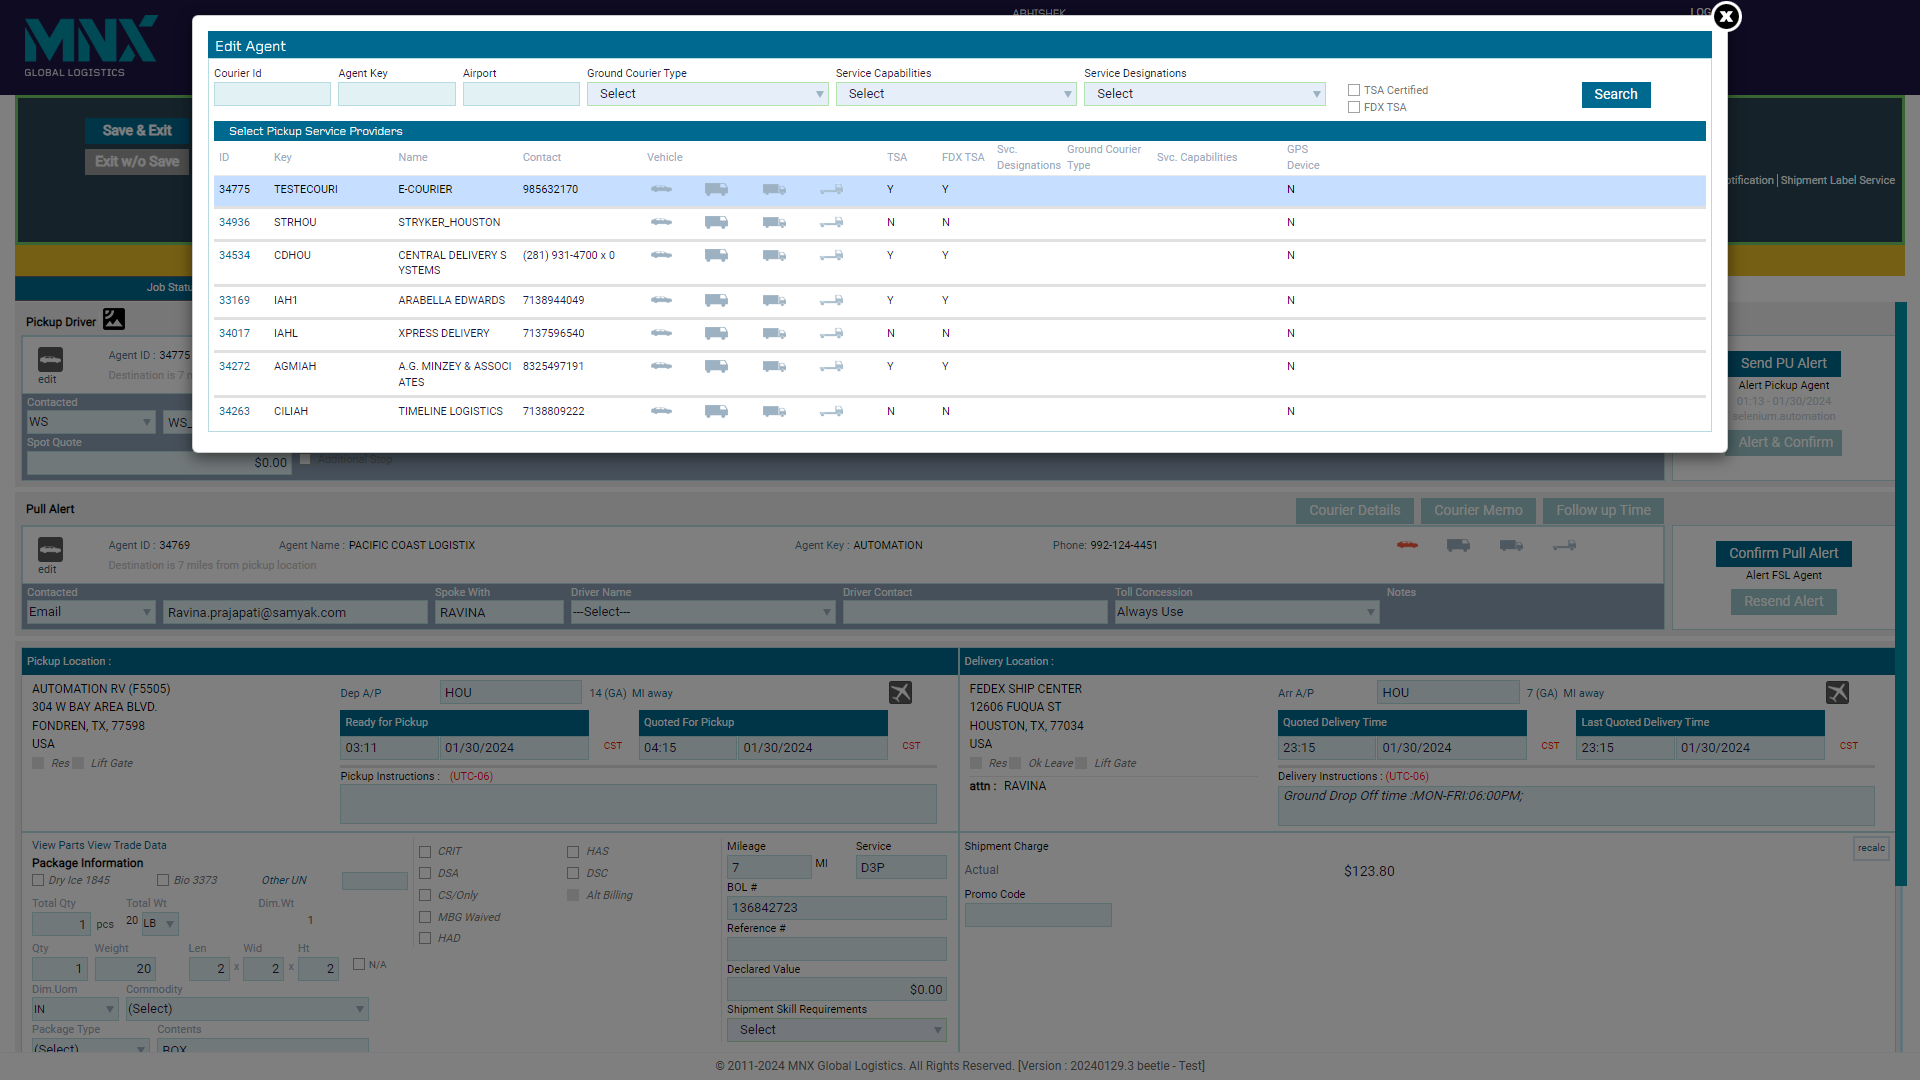 MNX
GLOBAL LOGISTICS
ABHISHEK
Edit Agent
Courier Id
Agent Key
Airport
Ground Courier Type
Service Capabilities
Service Designations
Select
Select
Select
TSA Certified
FDX TSA
Search
Select Pickup Service Providers
ID Key Name Contact Vehicle TSA FDX TSA Svc. Designations Ground Courier Type Svc. Capabilities GPS Device
34775 TESTECOURI E-COURIER 985632170 Y Y N
34936 STRHOU STRYKER_HOUSTON N N N
34534 CDHOU CENTRAL DELIVERY S (281) 931-4700 x 0 Y Y N
YSTEMS
33169 IAH1 ARABELLA EDWARDS 7138944049 Y Y N
34017 IAHL XPRESS DELIVERY 7137596540 N N N
34272 AGMIAH A.G. MINZEY & ASSOCI 8325497191 Y Y N
ATES
34263 CILIAH TIMELINE LOGISTICS 7138809222 N N N
Save & Exit
Exit w/o Save
Shipment Label Service
Pickup Driver
edit
Agent ID : 34775
Contacted
WS
Spot Quote
$0.00
Additional Stop
Send PU Alert
Alert Pickup Agent
01:13 - 01/30/2024
selenium.automation
Alert & Confirm
Pull Alert
Courier Details
Courier Memo
Follow up Time
edit
Agent ID : 34769 Agent Name : PACIFIC COAST LOGISTIX Agent Key : AUTOMATION Phone: 992-124-4451
Destination is 7 miles from pickup location
Contacted Spoke With Driver Name Driver Contact Toll Concession Notes
Email Ravina.prajapati@samyak.com RAVINA ---Select--- Always Use
Confirm Pull Alert
Alert FSL Agent
Resend Alert
Pickup Location :
AUTOMATION RV (F5505)
304 W BAY AREA BLVD.
FONDREN, TX, 77598
USA
Res Lift Gate
Dep A/P HOU 14 (GA) MI away
Ready for Pickup Quoted For Pickup
03:11 01/30/2024 CST 04:15 01/30/2024 CST
Pickup Instructions : (UTC-06)
Delivery Location :
FEDEX SHIP CENTER
12606 FUQUA ST
HOUSTON, TX, 77034
USA
Res Ok Leave Lift Gate
attn : RAVINA
Arr A/P HOU 7 (GA) MI away
Quoted Delivery Time Last Quoted Delivery Time
23:15 01/30/2024 CST 23:15 01/30/2024 CST
Delivery Instructions : (UTC-06)
Ground Drop Off time :MON-FRI:06:00PM;
View Parts View Trade Data
Package Information
Dry Ice 1845 Bio 3373 Other UN
Total Qty Total Wt Dim.Wt
1 pcs 20 LB 1
Qty Weight Len Wid Ht
1 20 2 x 2 x 2 N/A
Dim.Uom Commodity
IN (Select)
Package Type Contents
(Select) BOX
CRIT HAS
DSA DSC
CS/Only Alt Billing
MBG Waived
HAD
Mileage Service
7 MI D3P
BOL #
136842723
Reference #
Declared Value
$0.00
Shipment Skill Requirements
Select
Shipment Charge
recalc
Actual $123.80
Promo Code
© 2011-2024 MNX Global Logistics. All Rights Reserved. [Version : 20240129.3 beetle - Test]